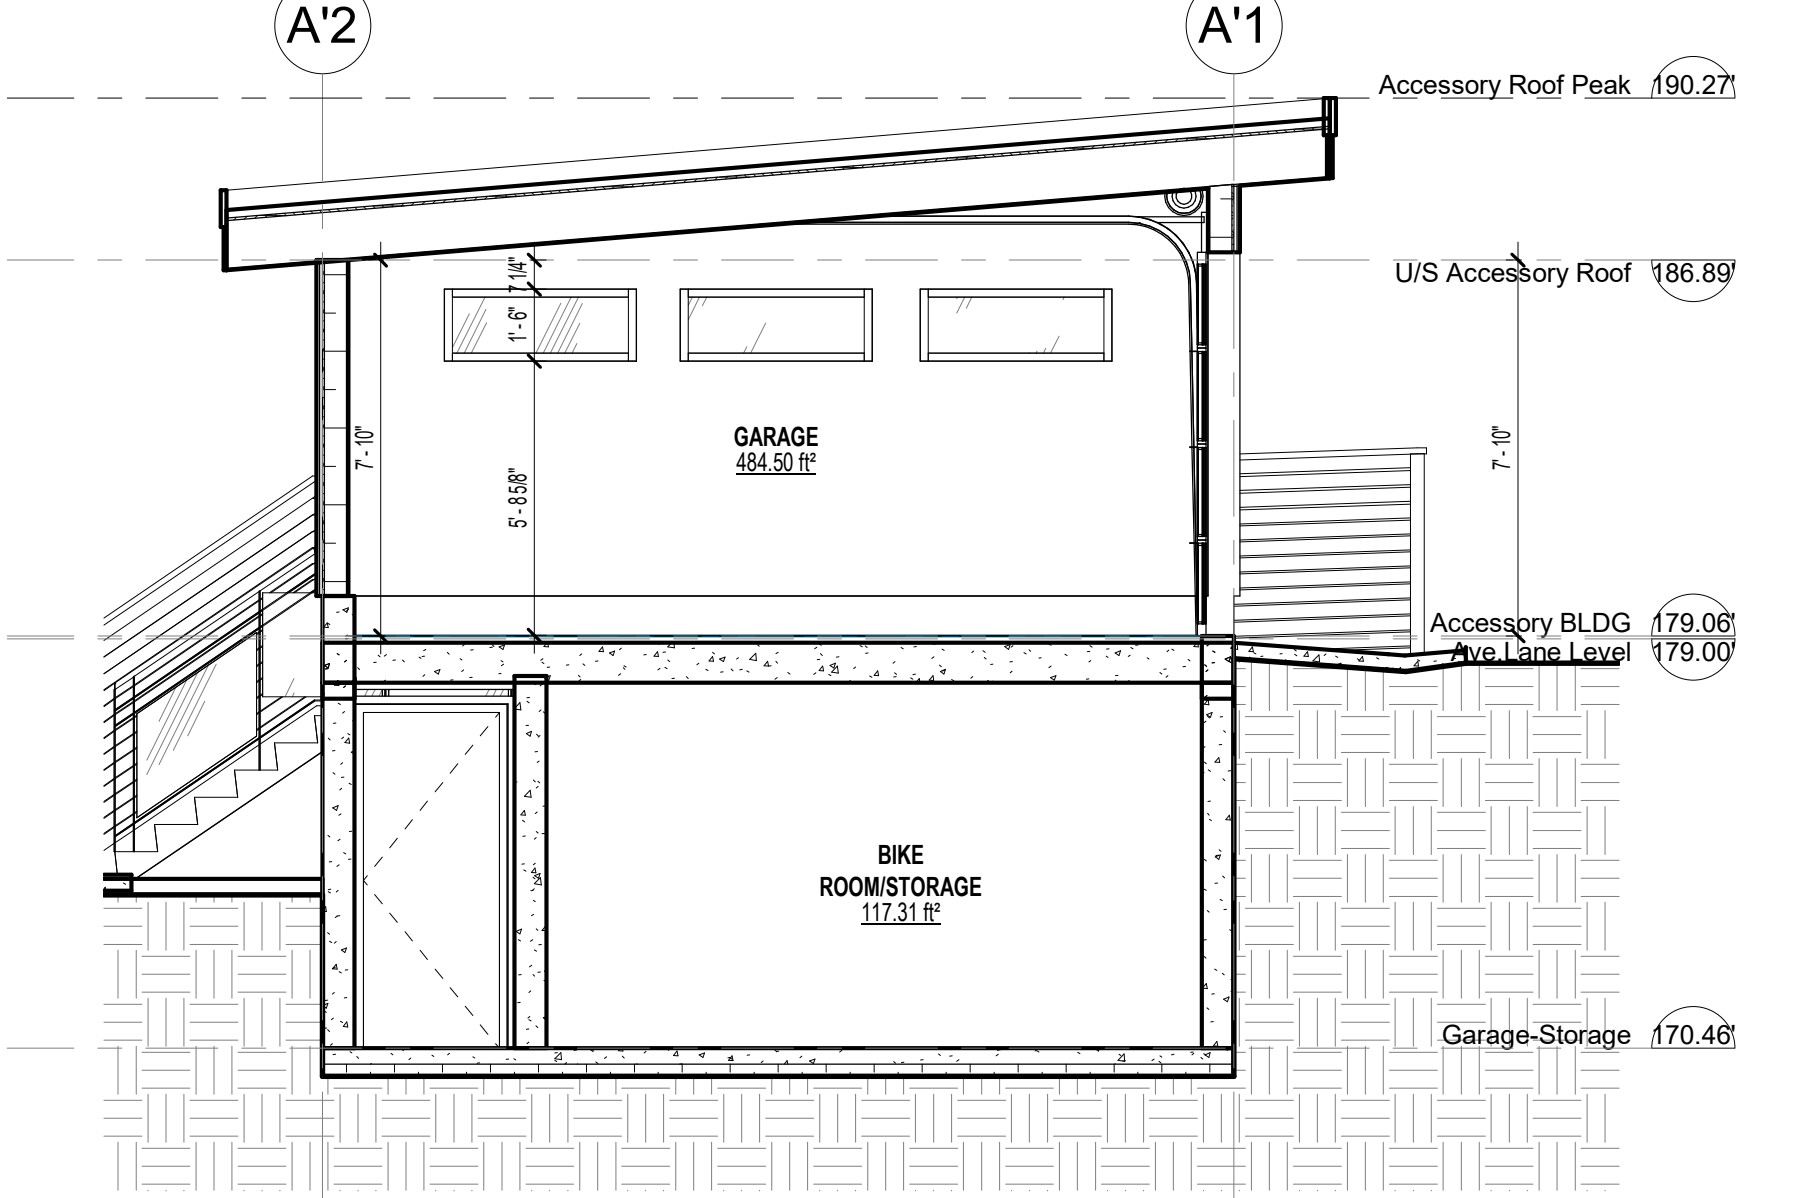 A'2
A'1
Accessory Roof Peak 190.27'
U/S Accessory Roof 186.89'
7 1/4"
1' - 6"
7' - 10"
5' - 8 5/8"
GARAGE
484.50 ft²
7' - 10"
Accessory BLDG 179.06'
Ave.Lane Level 179.00'
BIKE
ROOM/STORAGE
117.31 ft²
Garage-Storage 170.46'